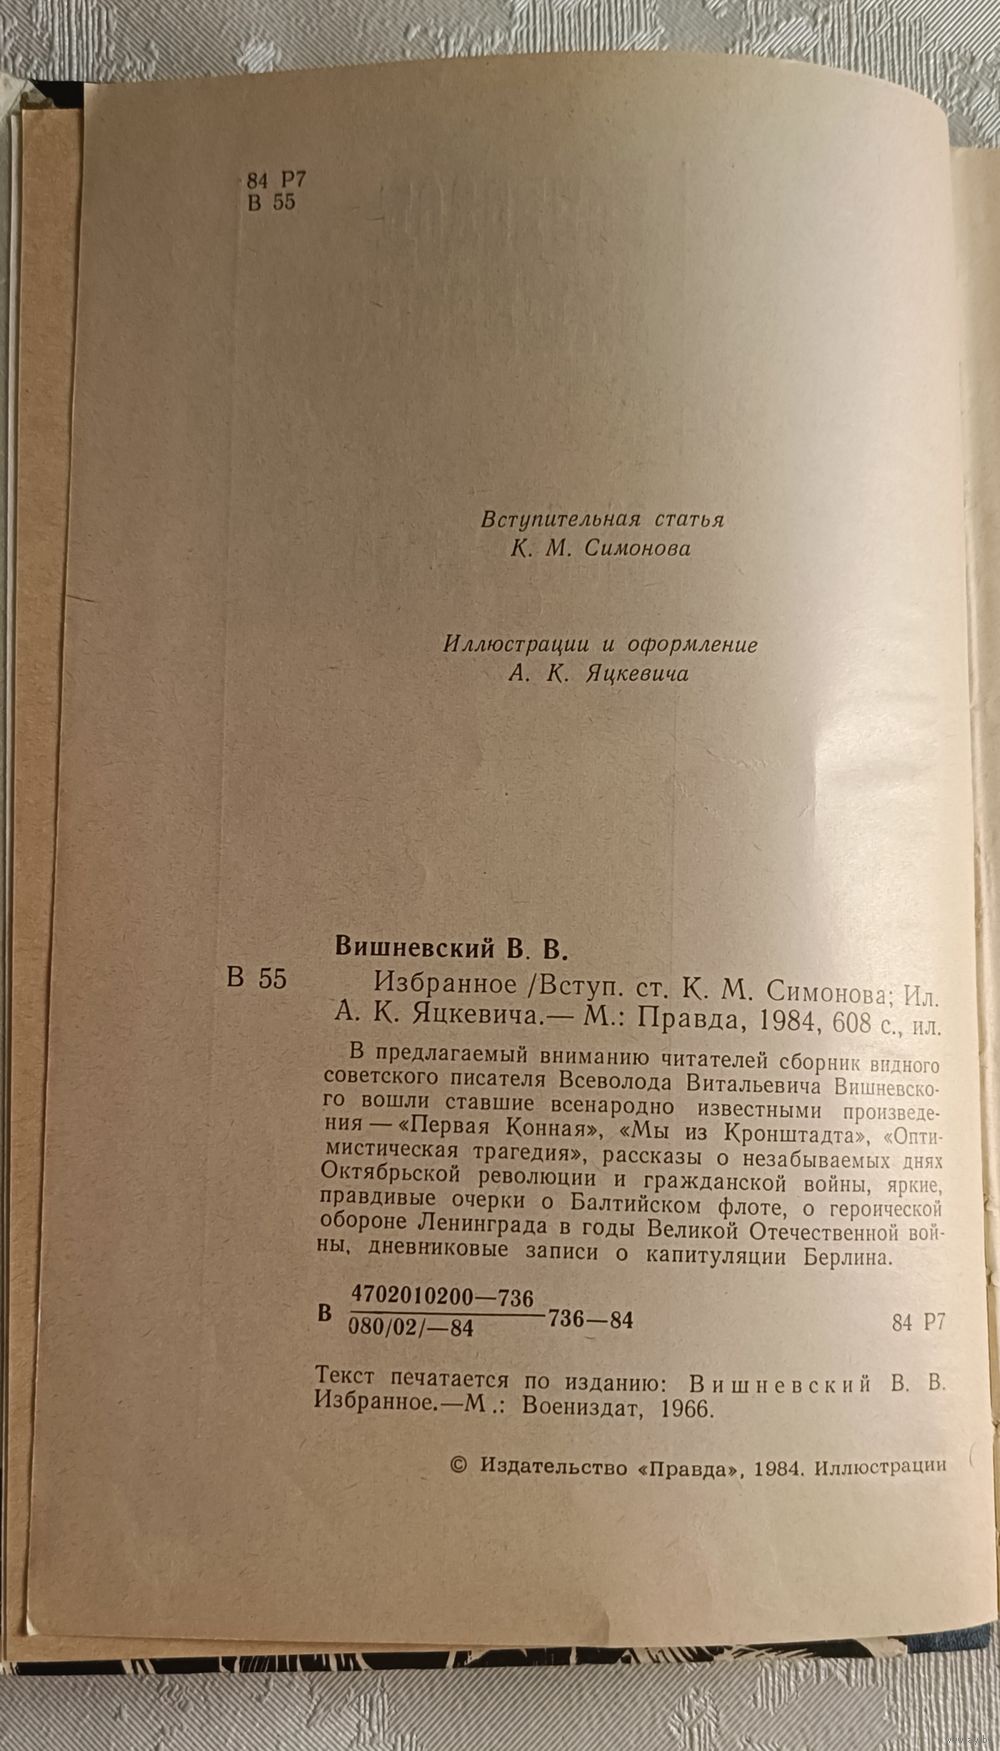 84 Р7
В 55
Вступительная статья
К. М. Симонова
Иллюстрации и оформление
А. К. Яцкевича
Вишневский В. В.
В 55
Избранное /Вступ. ст. К. М. Симонова; Ил.
А. К. Яцкевича.— М.: Правда, 1984, 608 с., ил.
В предлагаемый вниманию читателей сборник видного
советского писателя Всеволода Витальевича Вишневско-
го вошли ставшие всенародно известными произведе-
ния — «Первая Конная», «Мы из Кронштадта», «Опти-
мистическая трагедия», рассказы о незабываемых днях
Октябрьской революции и гражданской войны, яркие,
правдивые очерки о Балтийском флоте, о героической
обороне Ленинграда в годы Великой Отечественной вой-
ны, дневниковые записи о капитуляции Берлина.
4702010200—736
В 080/02/—84 736—84 84 Р7
Текст печатается по изданию: Вишневский В. В.
Избранное.—М.: Воениздат, 1966.
© Издательство «Правда», 1984. Иллюстрации